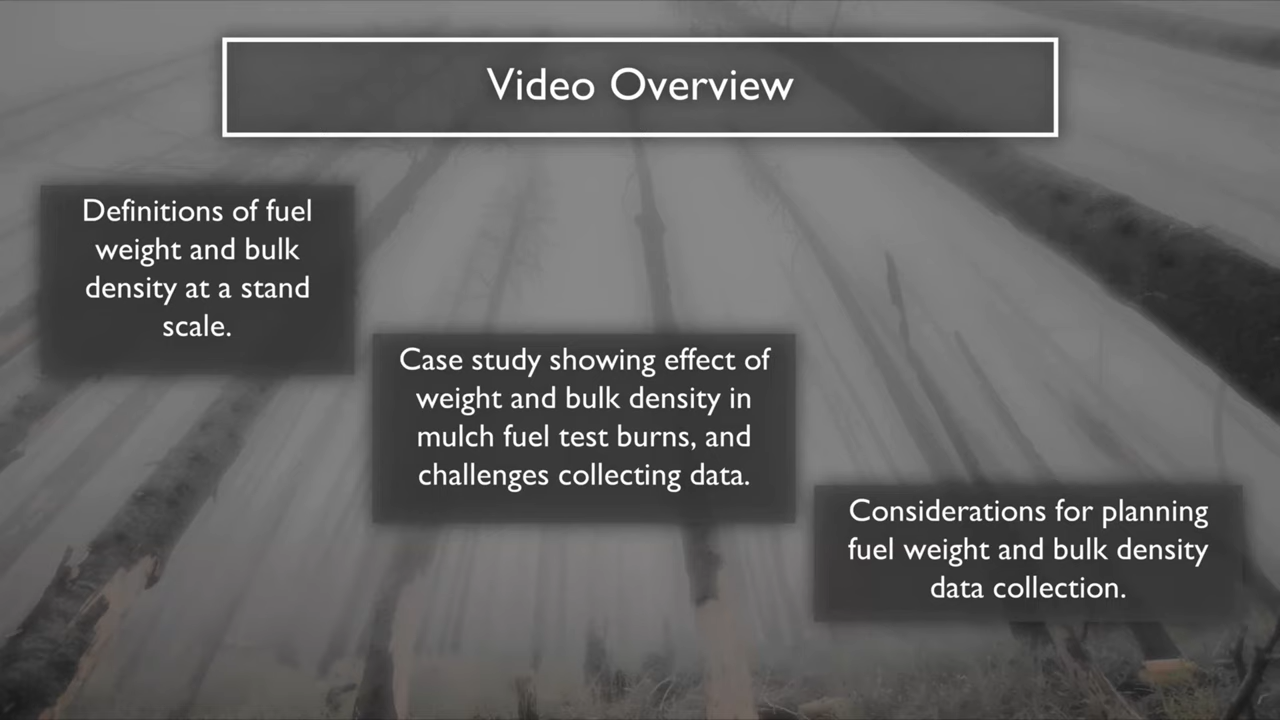 Video Overview
Definitions of fuel
weight and bulk
density at a stand
scale.
Case study showing effect of
weight and bulk density in
mulch fuel test burns, and
challenges collecting data.
Considerations for planning
fuel weight and bulk density
data collection.